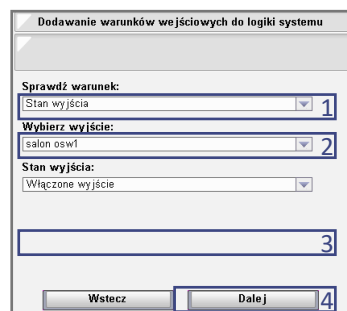 Dodawanie warunków wejściowych do logiki systemu
Sprawdź warunek:
Stan wyjścia
1
Wybierz wyjście:
salon osw1
2
Stan wyjścia:
Włączone wyjście
3
Wstecz
Dalej
4